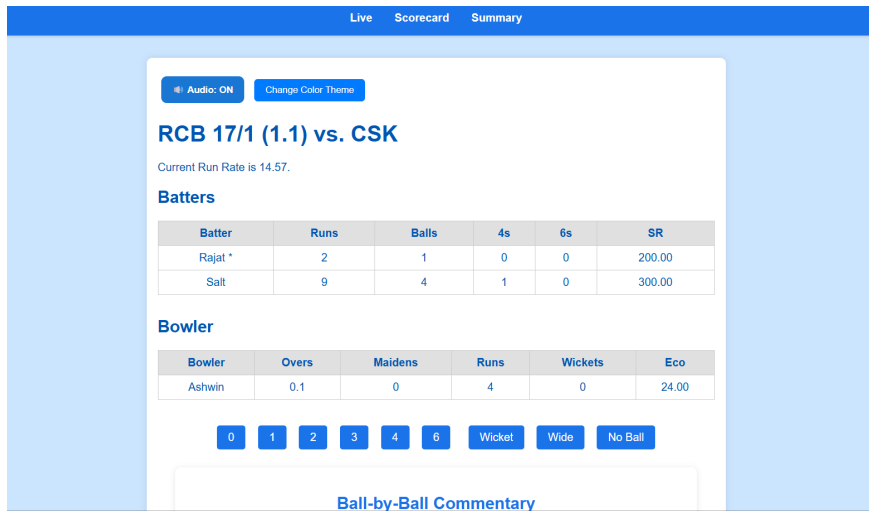 Live Scorecard Summary
Audio: ON Change Color Theme
RCB 17/1 (1.1) vs. CSK
Current Run Rate is 14.57.
Batters
Batter Runs Balls 4s 6s SR
Rajat * 2 1 0 0 200.00
Salt 9 4 1 0 300.00
Bowler
Bowler Overs Maidens Runs Wickets Eco
Ashwin 0.1 0 4 0 24.00
0 1 2 3 4 6 Wicket Wide No Ball
Ball-by-Ball Commentary